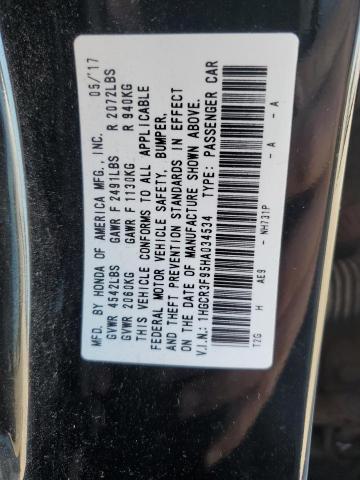 MFD. BY HONDA OF AMERICA MFG., INC. 05/'17
GVWR 4542LBS GAWR F 2491LBS R 2072LBS
GVWR 2060KG GAWR F 1130KG R 940KG
THIS VEHICLE CONFORMS TO ALL APPLICABLE
FEDERAL MOTOR VEHICLE SAFETY, BUMPER,
AND THEFT PREVENTION STANDARDS IN EFFECT
ON THE DATE OF MANUFACTURE SHOWN ABOVE.
V.I.N.: 1HGCR3F95HA034534 TYPE: PASSENGER CAR
T2G H AE9 - NH731P - A - A